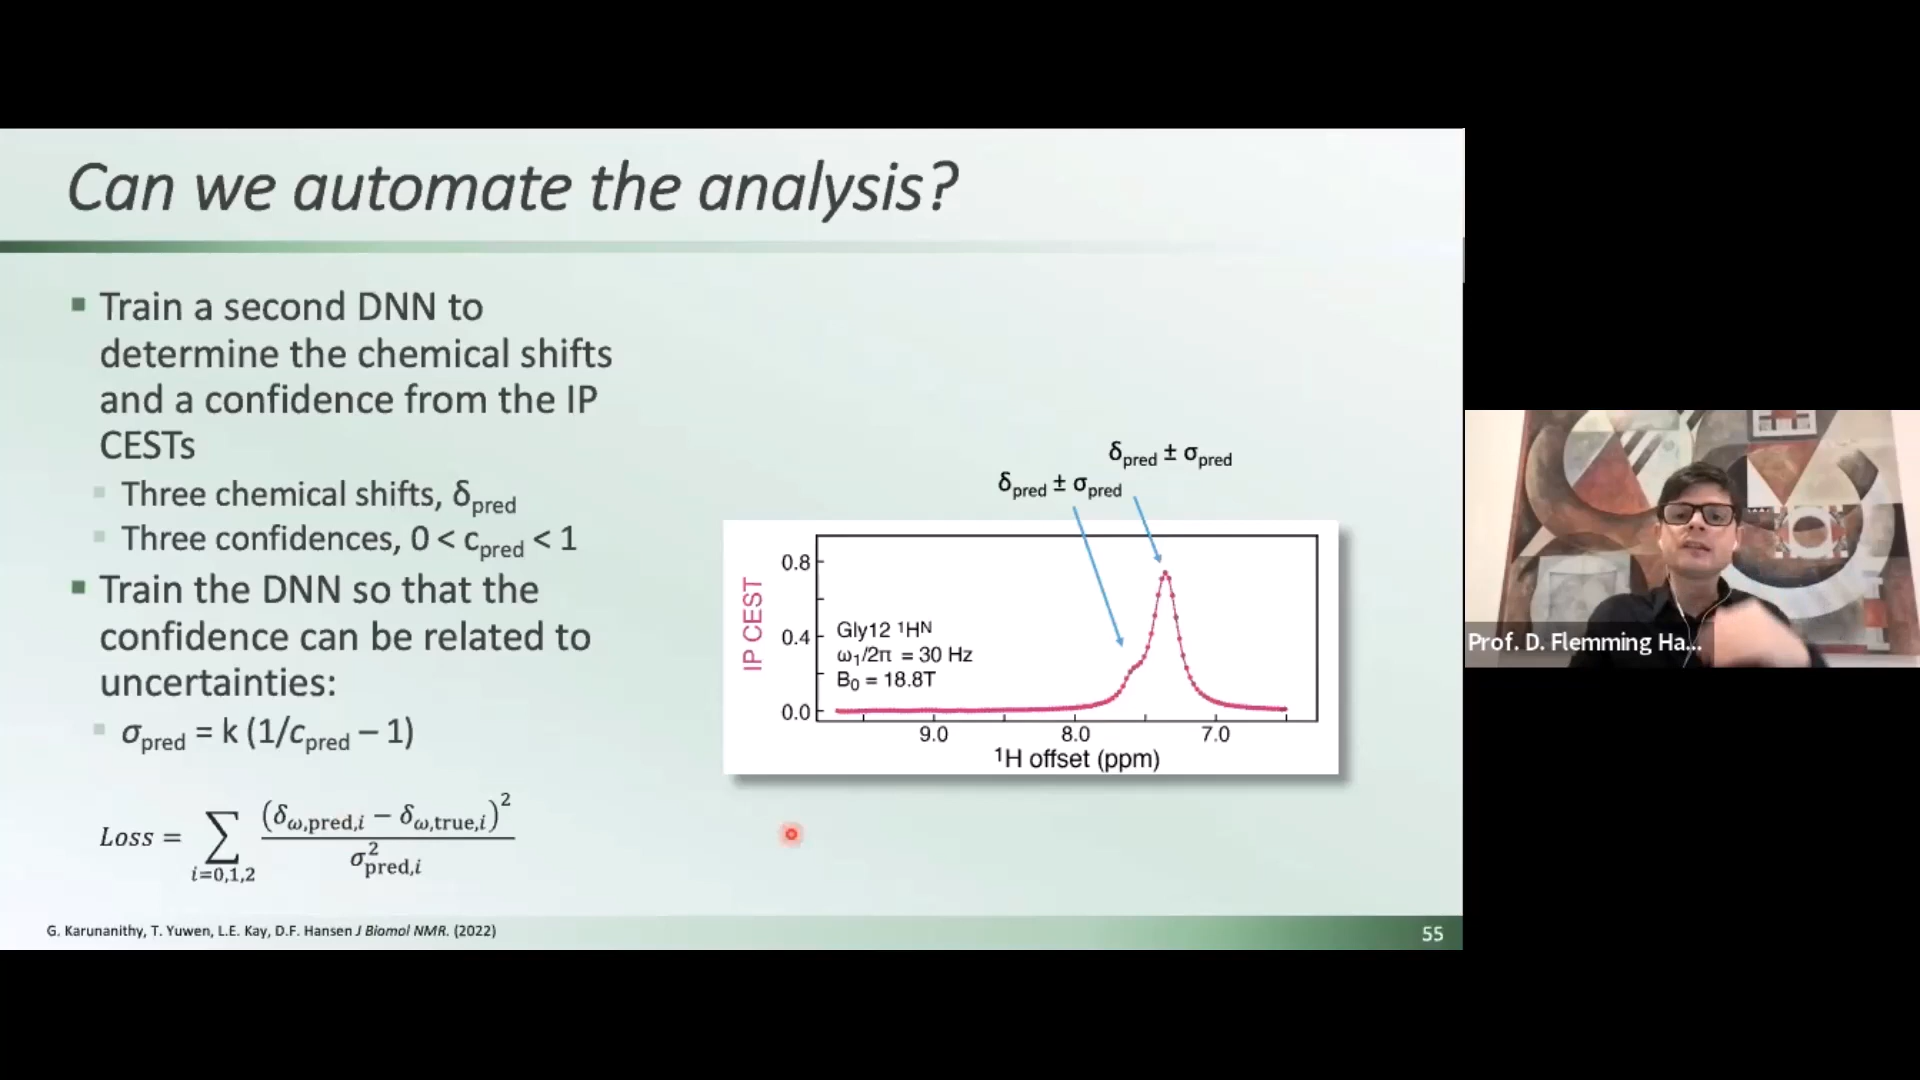 Can we automate the analysis?
▪ Train a second DNN to
determine the chemical shifts
and a confidence from the IP
CESTs
▪ Three chemical shifts, δpred
▪ Three confidences, 0 < cpred < 1
▪ Train the DNN so that the
confidence can be related to
uncertainties:
▪ σpred = k (1/cpred – 1)
Loss = ∑i=0,1,2 (δω,pred,i − δω,true,i)² / σ²pred,i
δpred ± σpred
δpred ± σpred
IP CEST
0.8
0.4
0.0
Gly12 ¹HN
ω1/2π = 30 Hz
B0 = 18.8T
9.0 8.0 7.0
¹H offset (ppm)
Prof. D. Flemming Ha...
G. Karunanithy, T. Yuwen, L.E. Kay, D.F. Hansen J Biomol NMR. (2022)
55